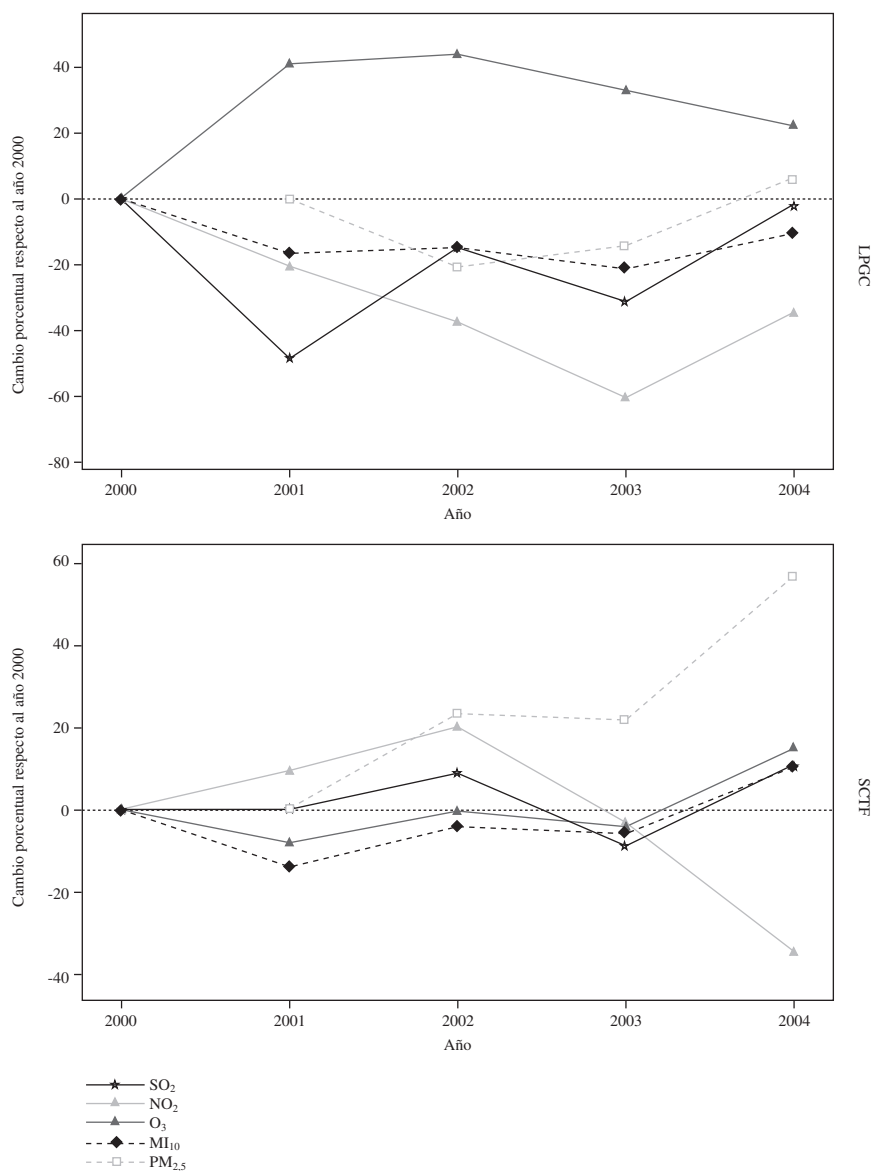 40
20
0
-20
-40
-60
-80
Cambio porcentual respecto al año 2000
LPGC
2000 2001 2002 2003 2004
Año
60
40
20
0
-20
-40
Cambio porcentual respecto al año 2000
SCTF
2000 2001 2002 2003 2004
Año
SO₂
NO₂
O₃
MI₁₀
PM₂,₅